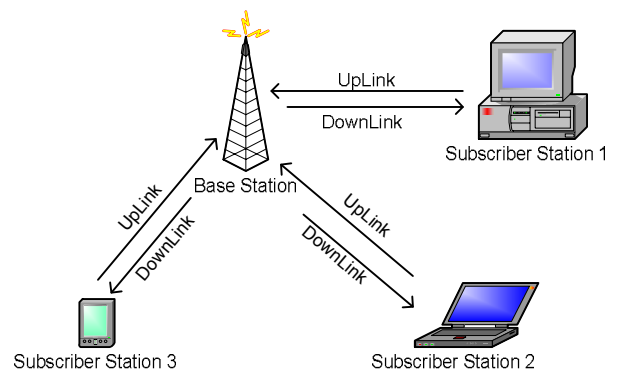 UpLink
DownLink
Subscriber Station 1
Base Station
UpLink
DownLink
UpLink
DownLink
Subscriber Station 3
Subscriber Station 2